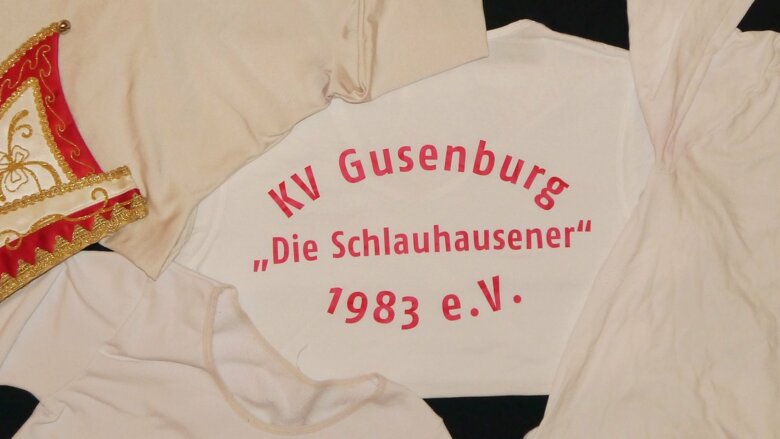 KV Gusenburg
„Die Schlauhausener“
1983 e.V.